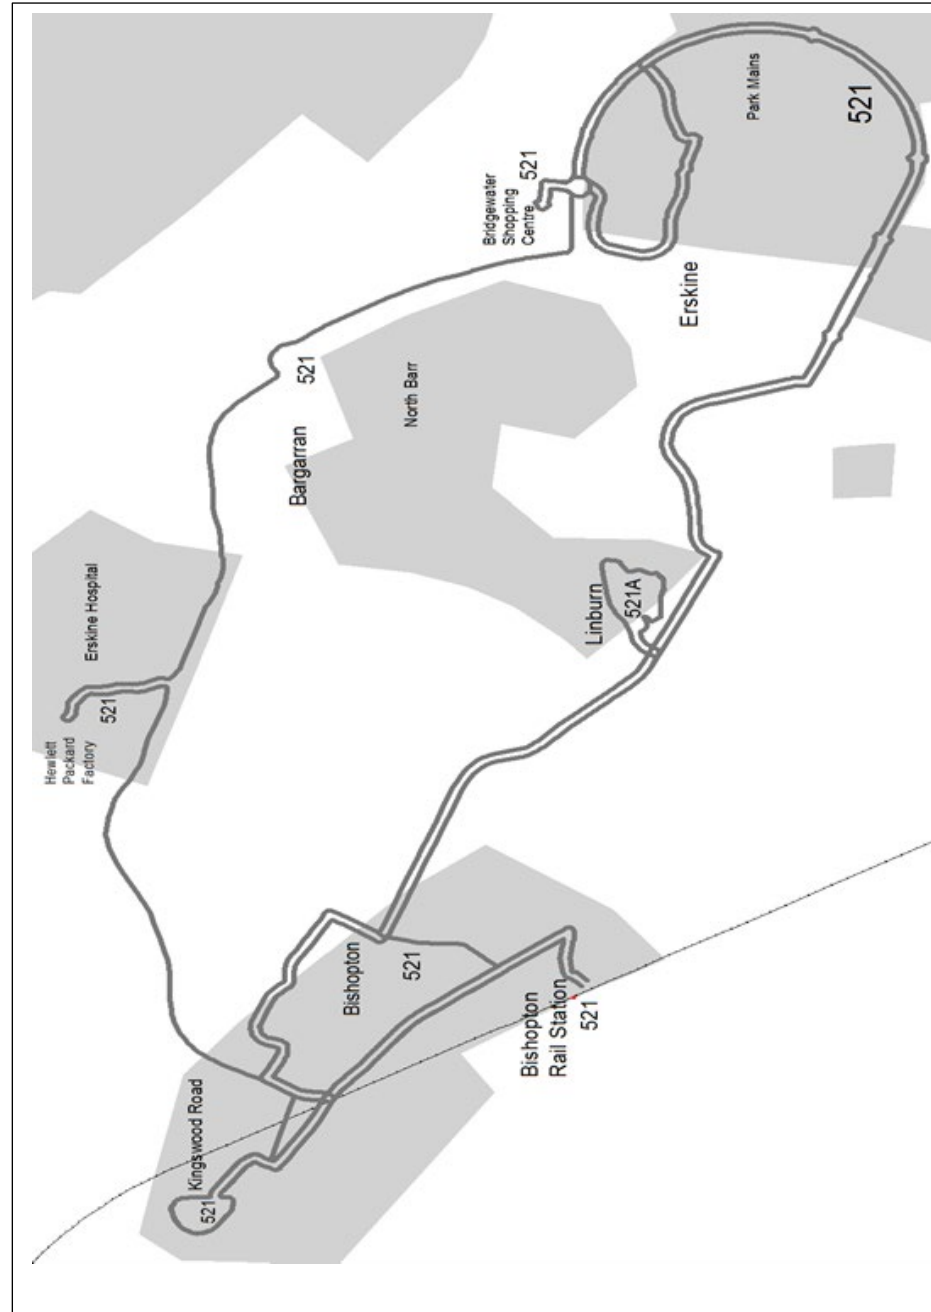 Hewlett
Packard
Factory
521
Erskine Hospital
Kingswood Road
521
Bargarran
521
Bishopton
521
North Barr
Bridgewater
Shopping
Centre
521
Bishopton
Rail Station
521
Linburn
521A
Erskine
Park Mains
521